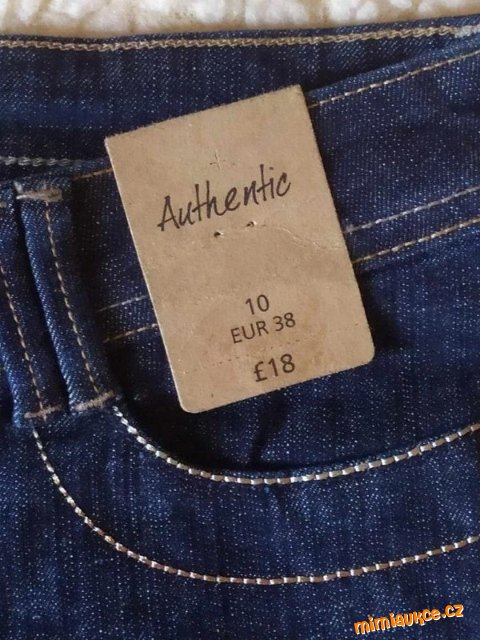 Authentic
10
EUR 38
£18
mimiaukce.cz